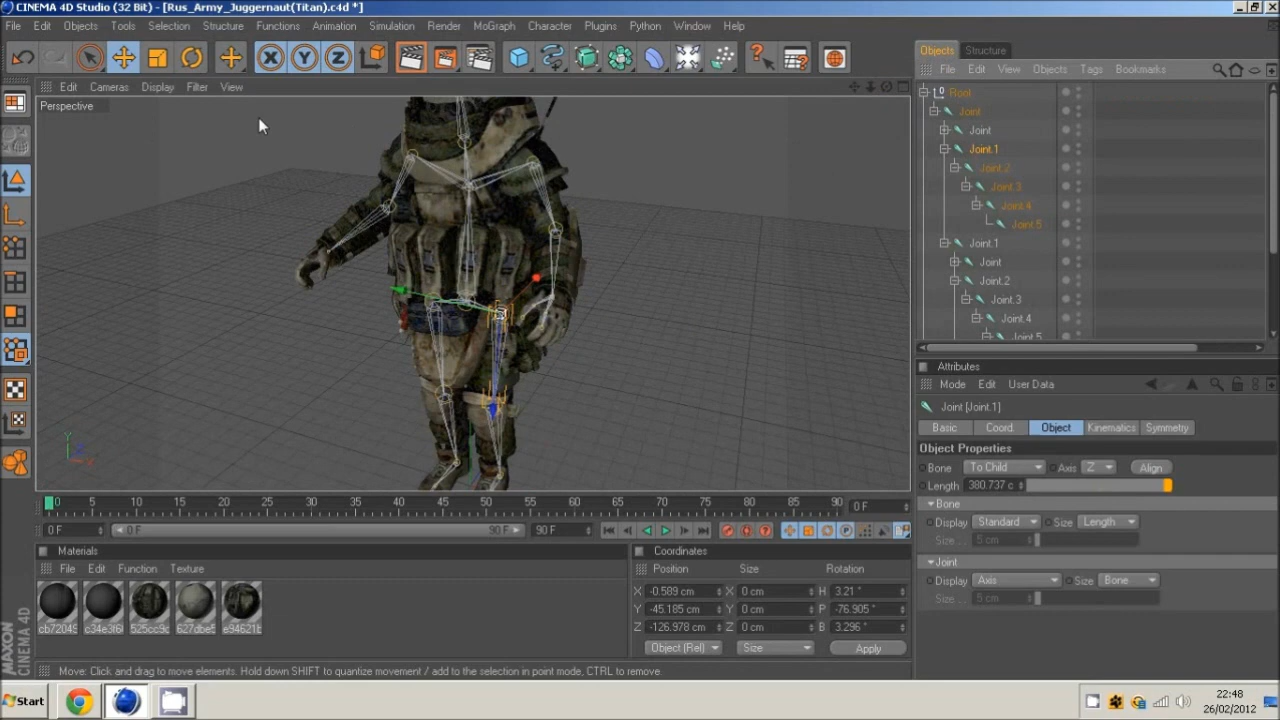 CINEMA 4D Studio (32 Bit) - [Rus_Army_Juggernaut(Titan).c4d *]
File Edit Objects Tools Selection Structure Functions Animation Simulation Render MoGraph Character Plugins Python Window Help
X Y Z
Objects Structure
File Edit View Objects Tags Bookmarks
Edit Cameras Display Filter View
Perspective
Root
Joint
Joint
Joint.1
Joint.2
Joint.3
Joint.4
Joint.5
Joint.1
Joint
Joint.2
Joint.3
Joint.4
Joint.5
Attributes
Mode Edit User Data
Joint [Joint.1]
Basic Coord. Object Kinematics Symmetry
Object Properties
Bone To Child Axis Z Align
Length 380.737 c
Bone
Display Standard Size Length
Size... 5 cm
Joint
Display Axis Size Bone
Size... 5 cm
Y
Z
X
0 5 10 15 20 25 30 35 40 45 50 55 60 65 70 75 80 85 90 0 F
0 F 0 F 90 F 90 F
Materials
File Edit Function Texture
cb72049 c34e3f6 525cc9c 627dbe5 e94621b
Coordinates
Position Size Rotation
X -0.589 cm X 0 cm H 3.21 °
Y -45.185 cm Y 0 cm P -76.905 °
Z -126.978 cm Z 0 cm B 3.296 °
Object (Rel) Size Apply
MAXON CINEMA 4D
Move: Click and drag to move elements. Hold down SHIFT to quantize movement / add to the selection in point mode, CTRL to remove.
Start
22:48
26/02/2012